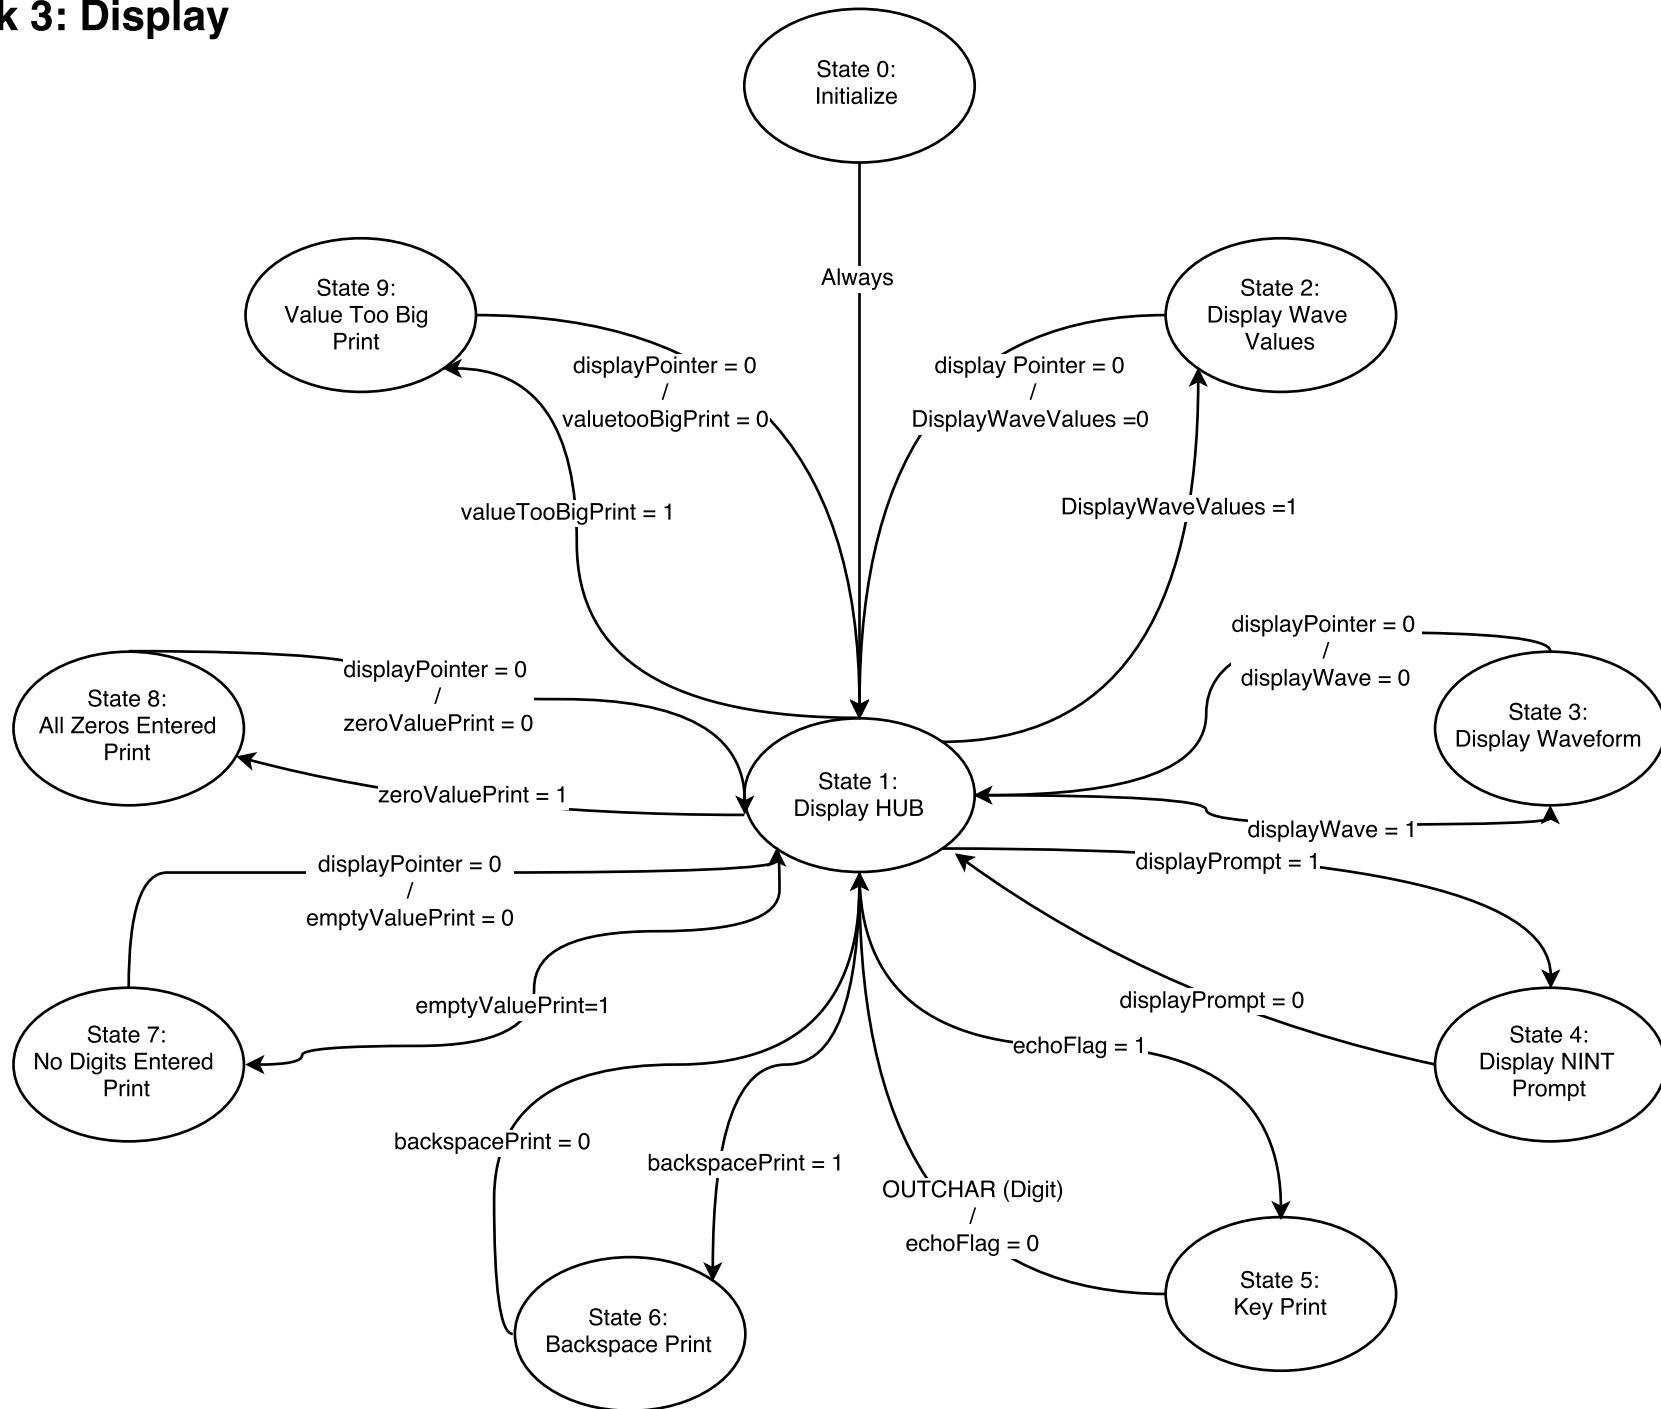 k 3: Display
State 0:
Initialize
Always
State 9:
Value Too Big
Print
displayPointer = 0
/
valuetooBigPrint = 0
valueTooBigPrint = 1
State 2:
Display Wave
Values
display Pointer = 0
/
DisplayWaveValues =0
DisplayWaveValues =1
displayPointer = 0
/
displayWave = 0
State 3:
Display Waveform
displayWave = 1
State 8:
All Zeros Entered
Print
displayPointer = 0
/
zeroValuePrint = 0
zeroValuePrint = 1
State 1:
Display HUB
displayPrompt = 1
displayPrompt = 0
State 4:
Display NINT
Prompt
displayPointer = 0
/
emptyValuePrint = 0
emptyValuePrint=1
State 7:
No Digits Entered
Print
echoFlag = 1
backspacePrint = 0
backspacePrint = 1
OUTCHAR (Digit)
/
echoFlag = 0
State 5:
Key Print
State 6:
Backspace Print